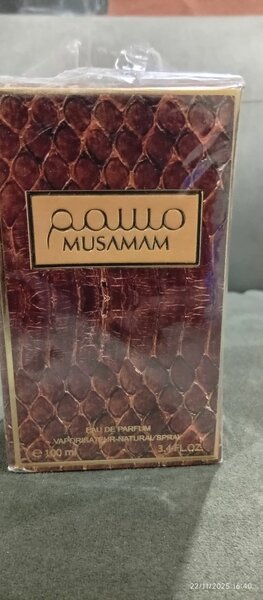 مسمم
MUSAMAM
EAU DE PARFUM
VAPORISATEUR-NATURAL SPRAY
e 100 ml 3.4 FL.OZ.
22/11/2025 16:40